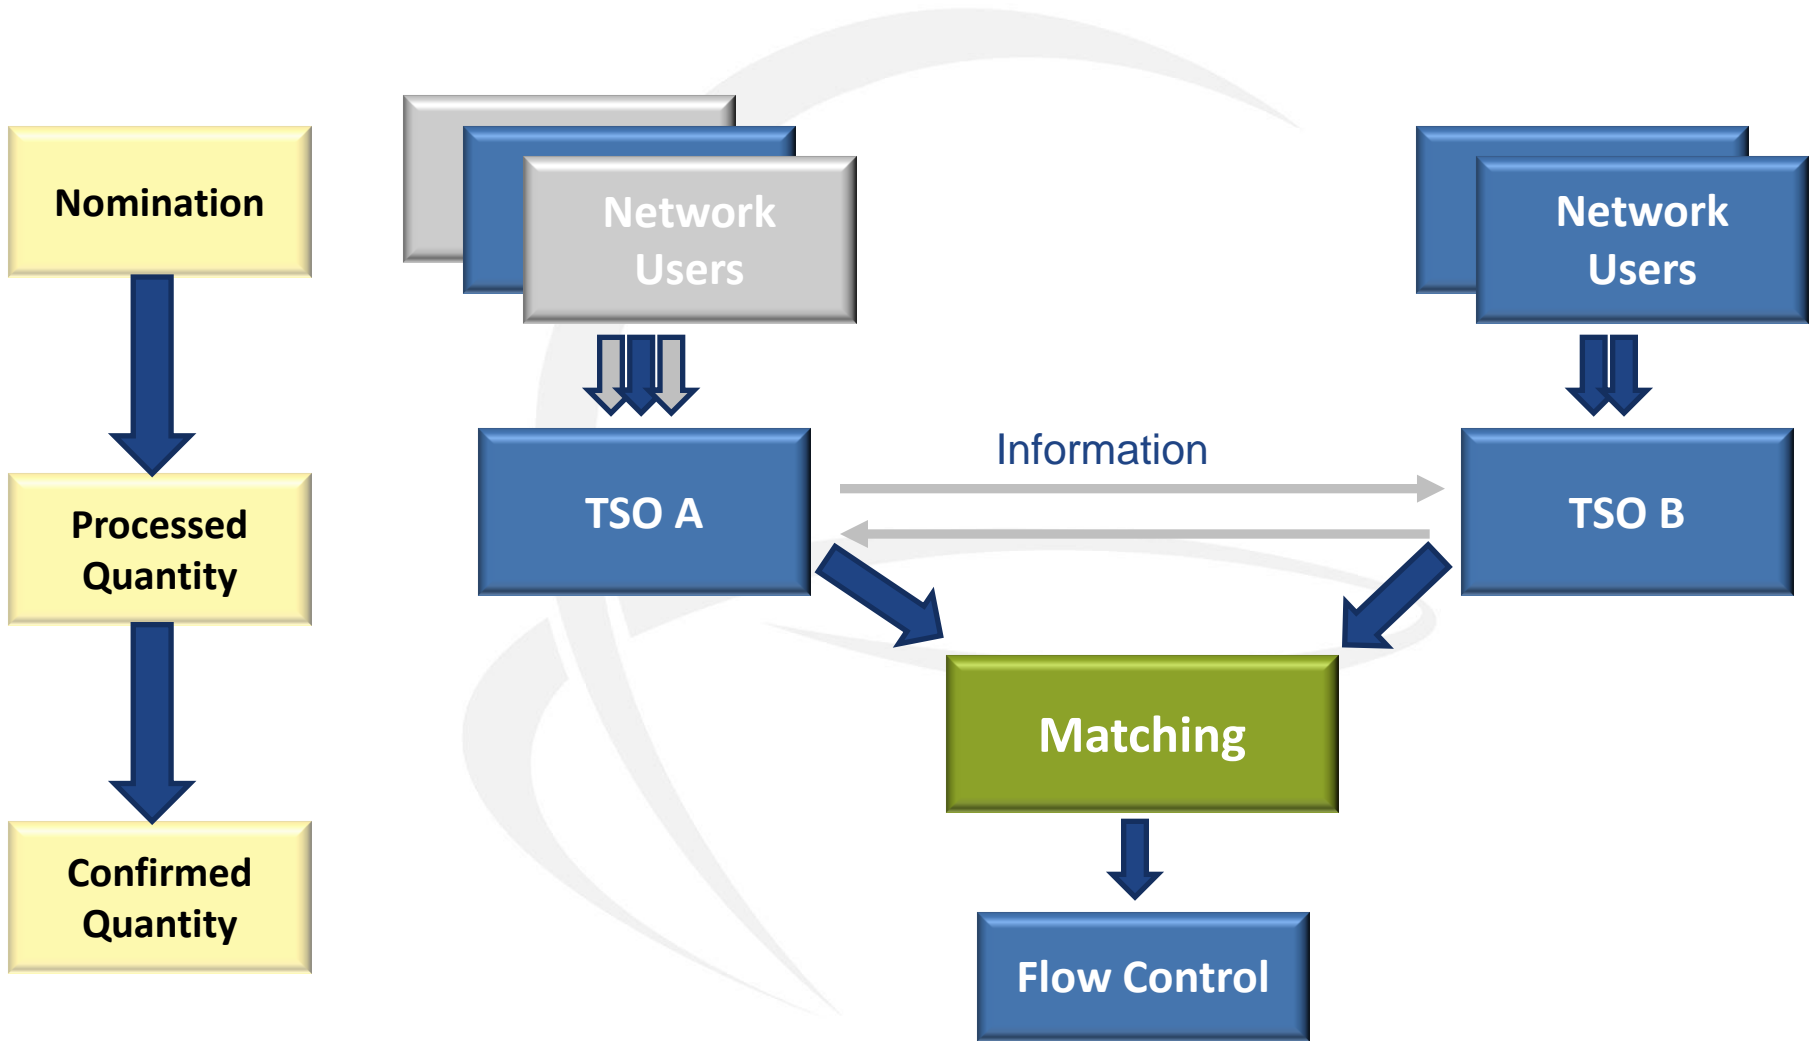 Nomination
Network
Users
Network
Users
Information
Processed
Quantity
TSO A
TSO B
Matching
Confirmed
Quantity
Flow Control